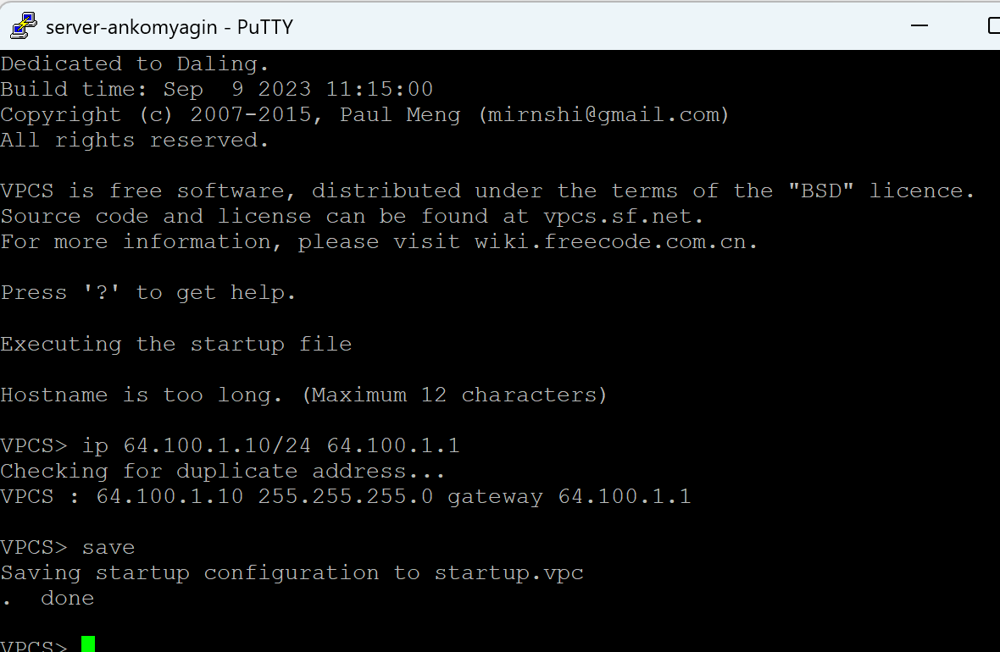 server-ankomyagin - PuTTY
Dedicated to Daling.
Build time: Sep  9 2023 11:15:00
Copyright (c) 2007-2015, Paul Meng (mirnshi@gmail.com)
All rights reserved.
VPCS is free software, distributed under the terms of the "BSD" licence.
Source code and license can be found at vpcs.sf.net.
For more information, please visit wiki.freecode.com.cn.
Press '?' to get help.
Executing the startup file
Hostname is too long. (Maximum 12 characters)
VPCS> ip 64.100.1.10/24 64.100.1.1
Checking for duplicate address...
VPCS : 64.100.1.10 255.255.255.0 gateway 64.100.1.1
VPCS> save
Saving startup configuration to startup.vpc
.  done
VPCS>